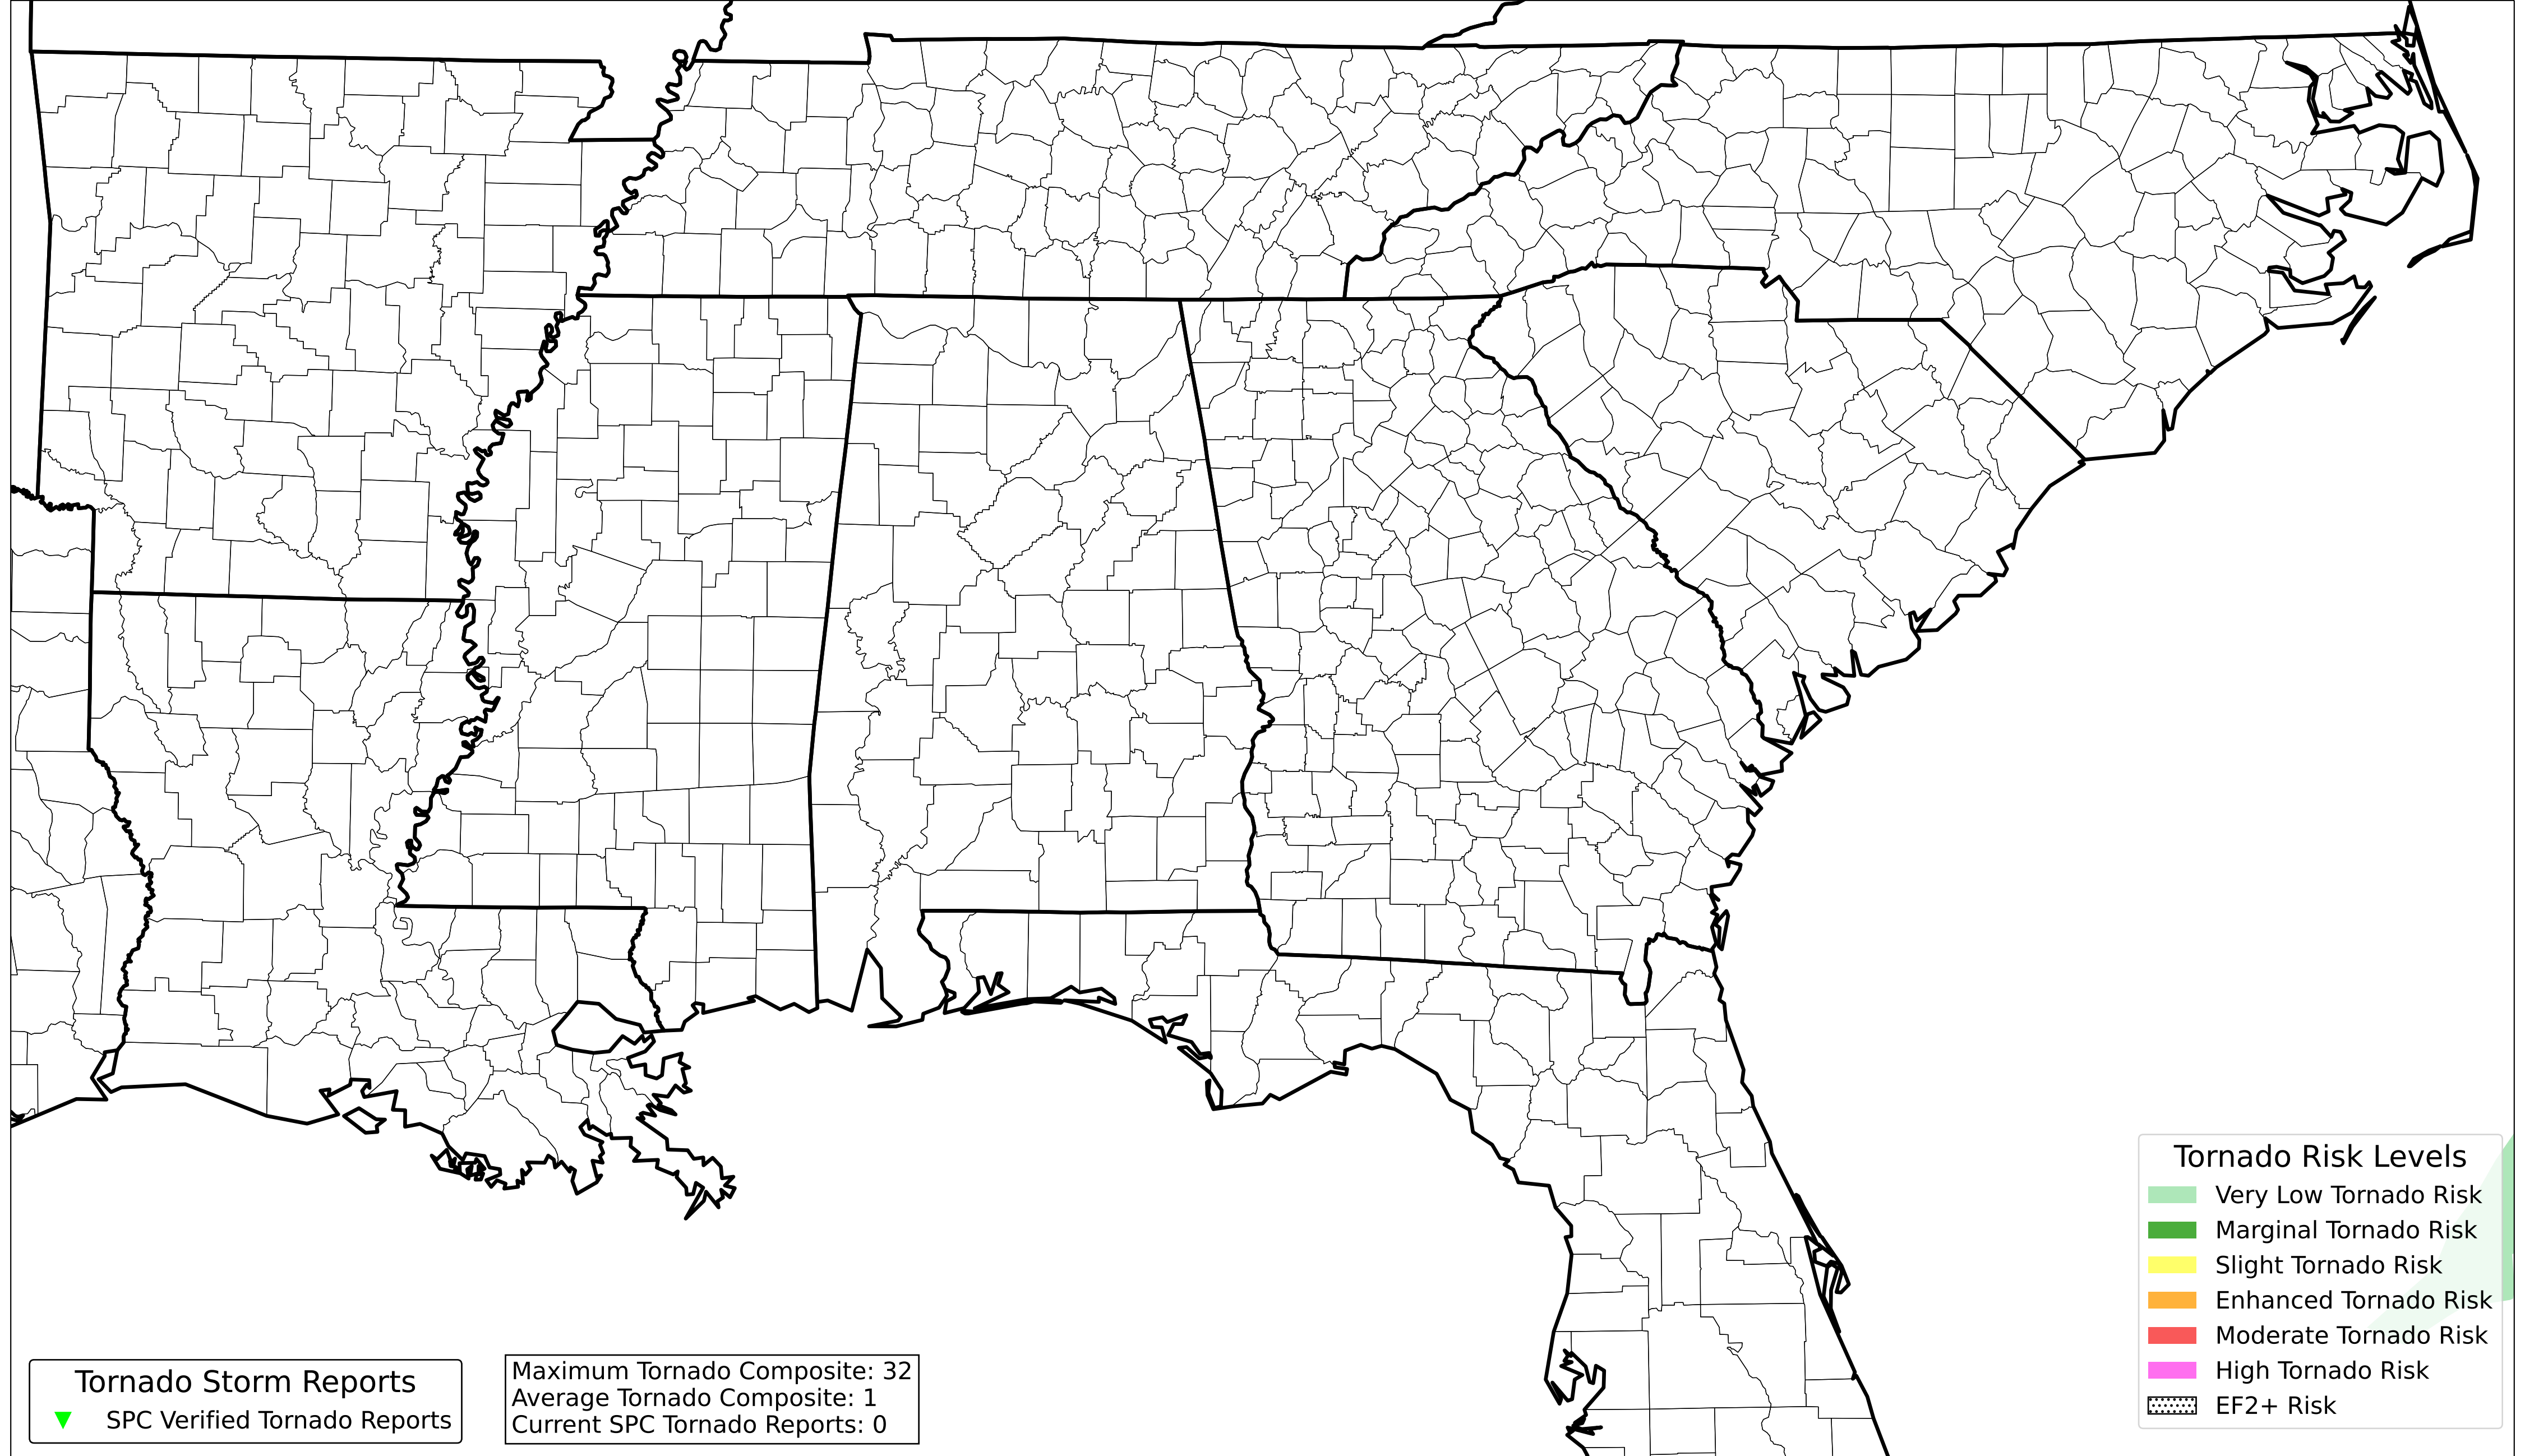 Tornado Risk Levels
Very Low Tornado Risk
Marginal Tornado Risk
Slight Tornado Risk
Enhanced Tornado Risk
Moderate Tornado Risk
High Tornado Risk
EF2+ Risk
Tornado Storm Reports
SPC Verified Tornado Reports
Maximum Tornado Composite: 32
Average Tornado Composite: 1
Current SPC Tornado Reports: 0